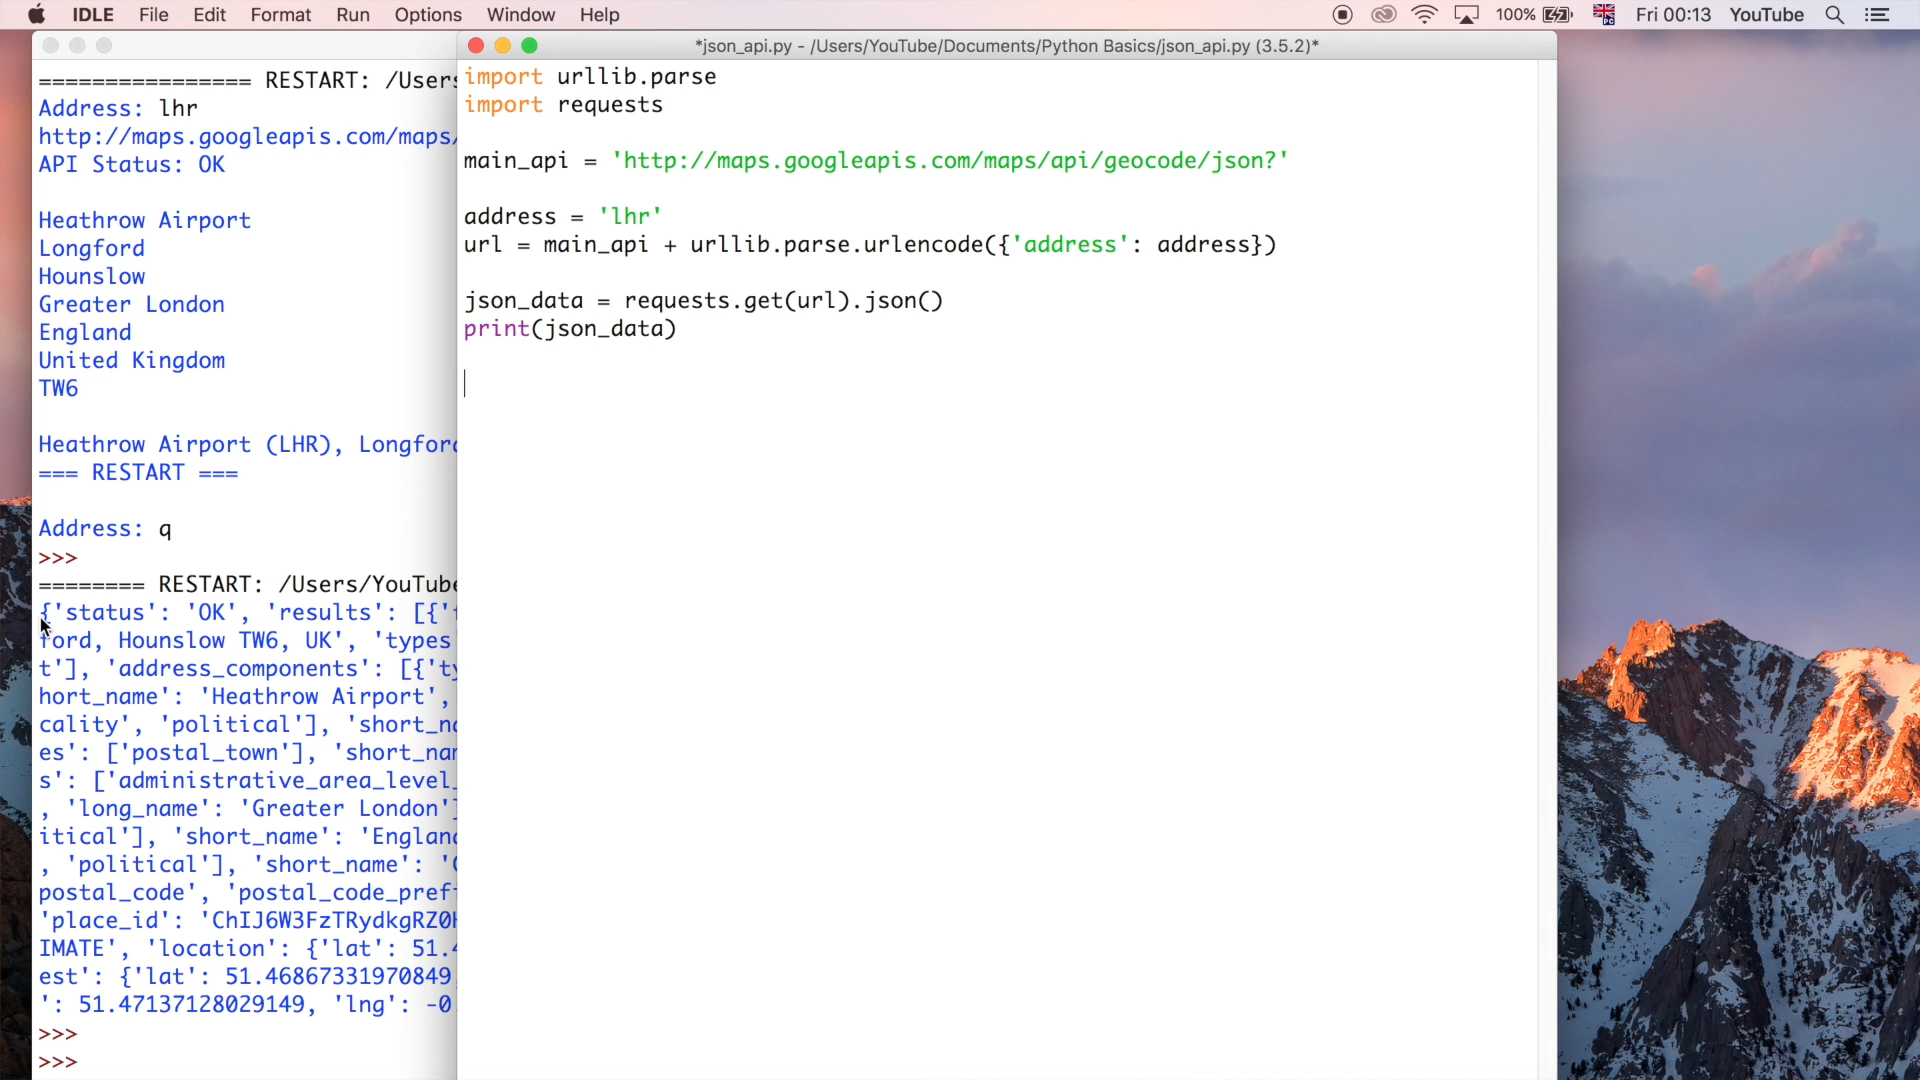 IDLE File Edit Format Run Options Window Help 100% Fri 00:13 YouTube
=============== RESTART: /Users
Address: lhr
http://maps.googleapis.com/maps/
API Status: OK
Heathrow Airport
Longford
Hounslow
Greater London
England
United Kingdom
TW6
Heathrow Airport (LHR), Longford
=== RESTART ===
Address: q
>>>
======== RESTART: /Users/YouTube
{'status': 'OK', 'results': [{'f
ford, Hounslow TW6, UK', 'types'
t'], 'address_components': [{'ty
hort_name': 'Heathrow Airport',
cality', 'political'], 'short_na
es': ['postal_town'], 'short_nam
s': ['administrative_area_level_
, 'long_name': 'Greater London'}
itical'], 'short_name': 'England
, 'political'], 'short_name': 'G
postal_code', 'postal_code_prefi
'place_id': 'ChIJ6W3FzTRydkgRZ0H
IMATE', 'location': {'lat': 51.4
est': {'lat': 51.46867331970849,
': 51.47137128029149, 'lng': -0.
>>>
>>>
*json_api.py - /Users/YouTube/Documents/Python Basics/json_api.py (3.5.2)*
import urllib.parse
import requests
main_api = 'http://maps.googleapis.com/maps/api/geocode/json?'
address = 'lhr'
url = main_api + urllib.parse.urlencode({'address': address})
json_data = requests.get(url).json()
print(json_data)